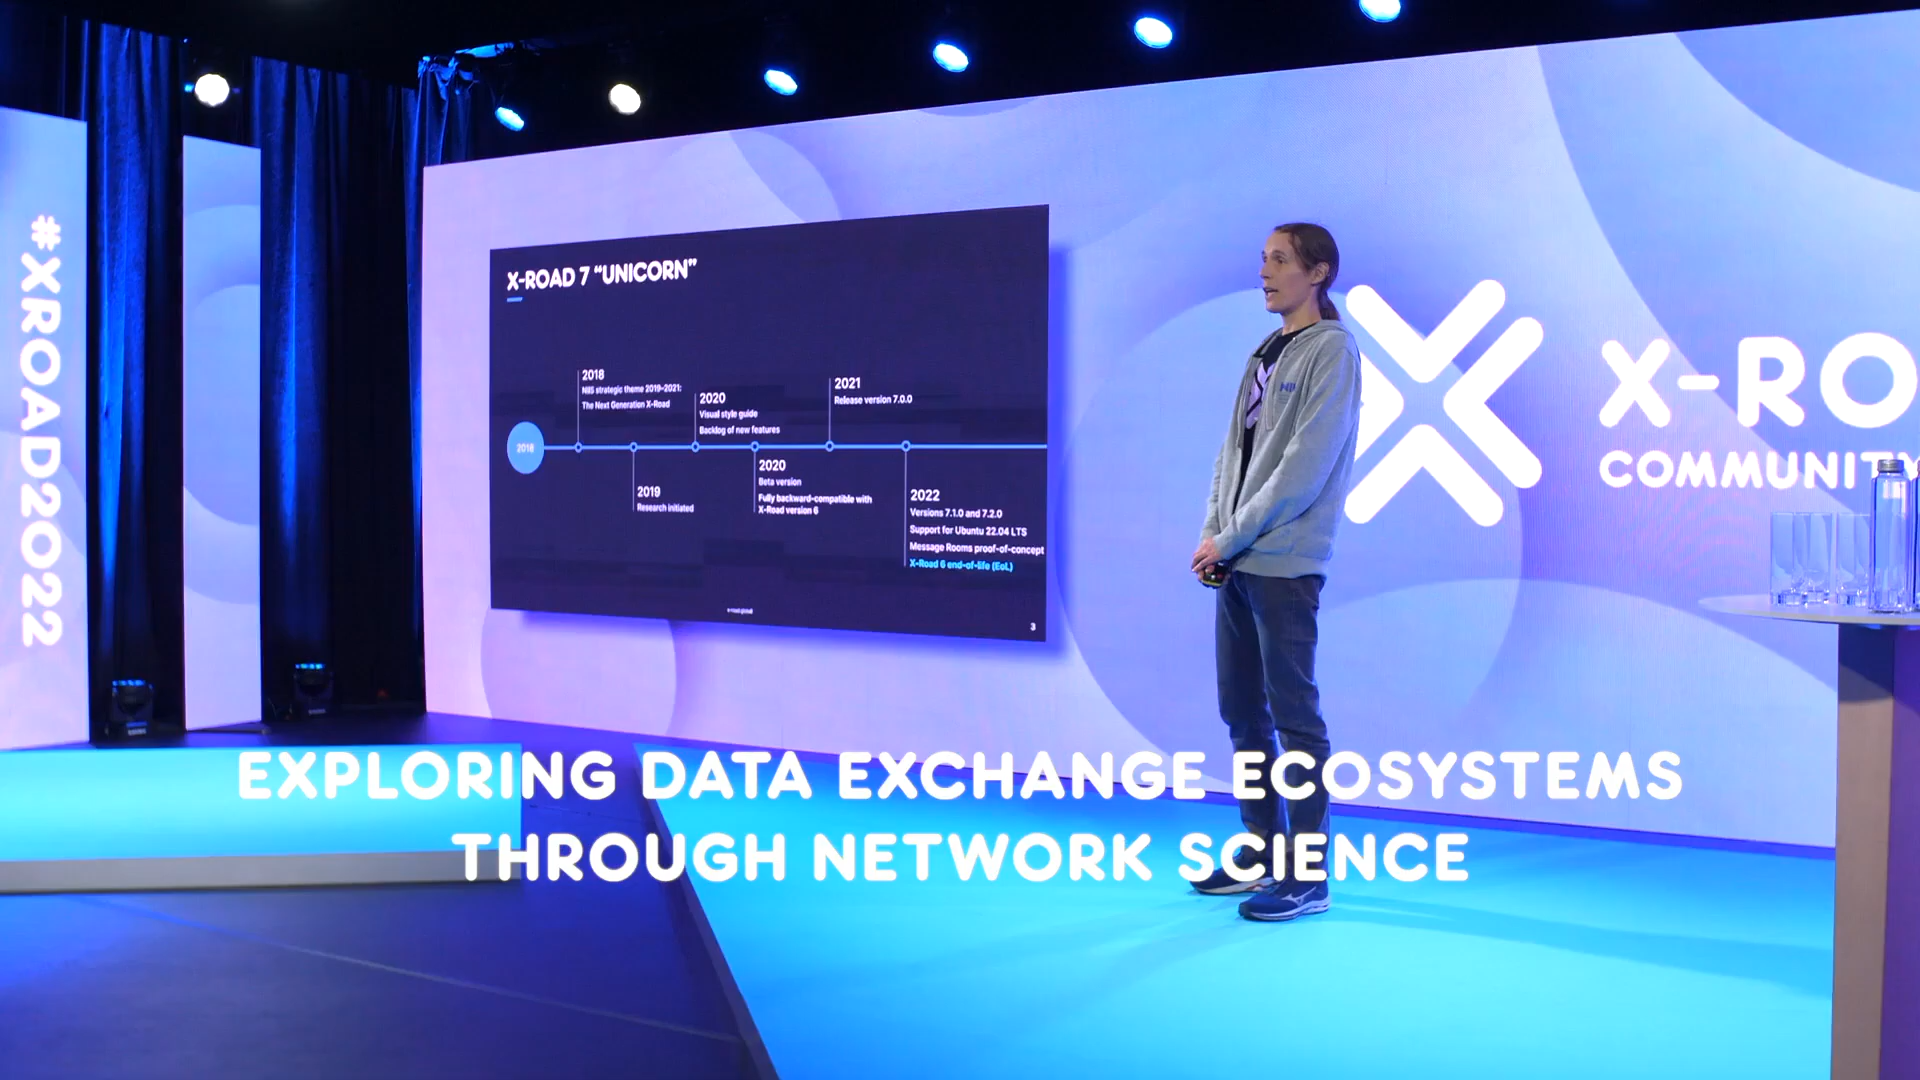 #XROAD2022
X-ROAD 7 “UNICORN”
2018
2018
NIIS strategic theme 2019-2021:
The Next Generation X-Road
2019
Research initiated
2020
Visual style guide
Backlog of new features
2020
Beta version
Fully backward-compatible with
X-Road version 6
2021
Release version 7.0.0
2022
Versions 7.1.0 and 7.2.0
Support for Ubuntu 22.04 LTS
Message Rooms proof-of-concept
X-Road 6 end-of-life (EoL)
x-road.global
3
NIIS
X-RO
COMMUNITY
EXPLORING DATA EXCHANGE ECOSYSTEMS
THROUGH NETWORK SCIENCE